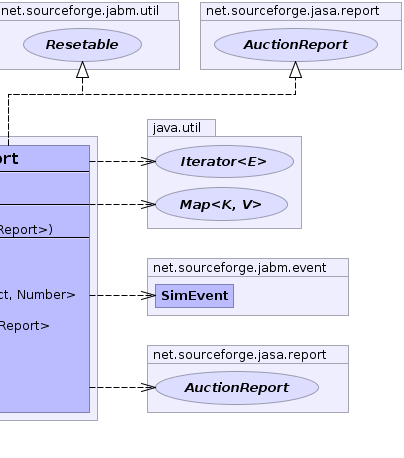 net.sourceforge.jabm.util
net.sourceforge.jasa.report
Resetable
AuctionReport
java.util
ort
Iterator<E>
Map<K, V>
Report>)
net.sourceforge.jabm.event
ct, Number>
SimEvent
Report>
net.sourceforge.jasa.report
AuctionReport